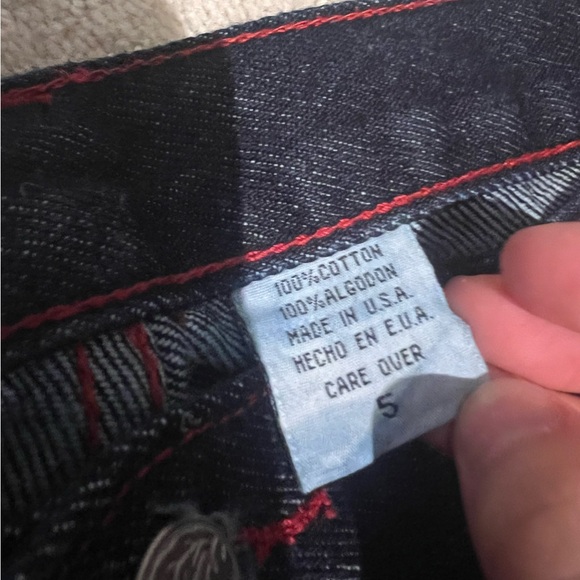 100%COTTON
100%ALGODON
MADE IN U.S.A.
HECHO EN E.U.A.
CARE OVER
5